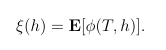 ξ(h) = E[ϕ(T, h)].